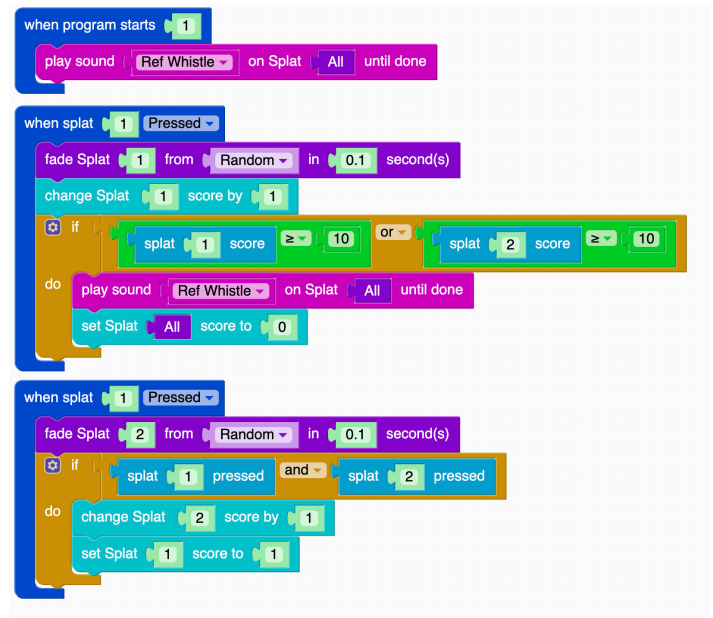 when program starts 1
play sound Ref Whistle on Splat All until done
when splat 1 Pressed
fade Splat 1 from Random in 0.1 second(s)
change Splat 1 score by 1
if splat 1 score ≥ 10 or splat 2 score ≥ 10
do play sound Ref Whistle on Splat All until done
set Splat All score to 0
when splat 1 Pressed
fade Splat 2 from Random in 0.1 second(s)
if splat 1 pressed and splat 2 pressed
do change Splat 2 score by 1
set Splat 1 score to 1